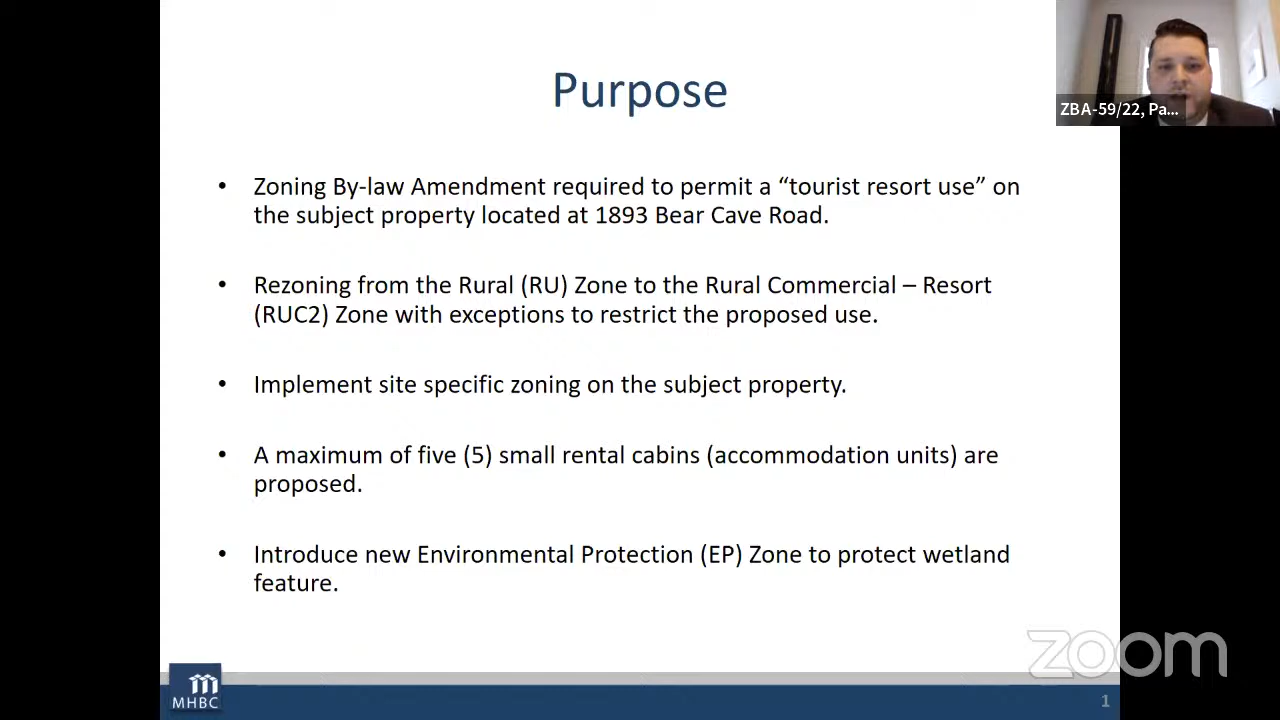 Purpose
ZBA-59/22, Pa...
• Zoning By-law Amendment required to permit a “tourist resort use” on
the subject property located at 1893 Bear Cave Road.
• Rezoning from the Rural (RU) Zone to the Rural Commercial – Resort
(RUC2) Zone with exceptions to restrict the proposed use.
• Implement site specific zoning on the subject property.
• A maximum of five (5) small rental cabins (accommodation units) are
proposed.
• Introduce new Environmental Protection (EP) Zone to protect wetland
feature.
zoom
MHBC
1